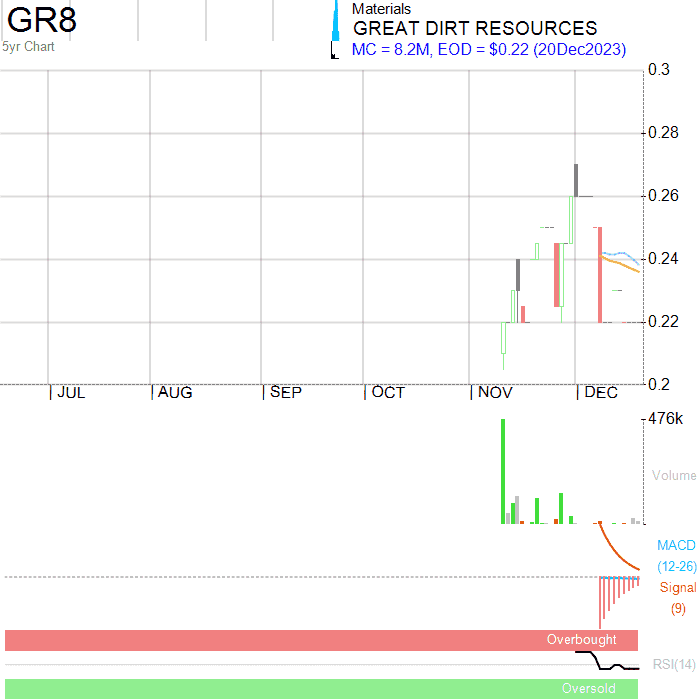 GR8
5yr Chart
Materials
GREAT DIRT RESOURCES
MC = 8.2M, EOD = $0.22 (20Dec2023)
0.3
0.28
0.26
0.24
0.22
0.2
JUL AUG SEP OCT NOV DEC
476k
Volume
MACD
(12-26)
Signal
(9)
Overbought
RSI(14)
Oversold